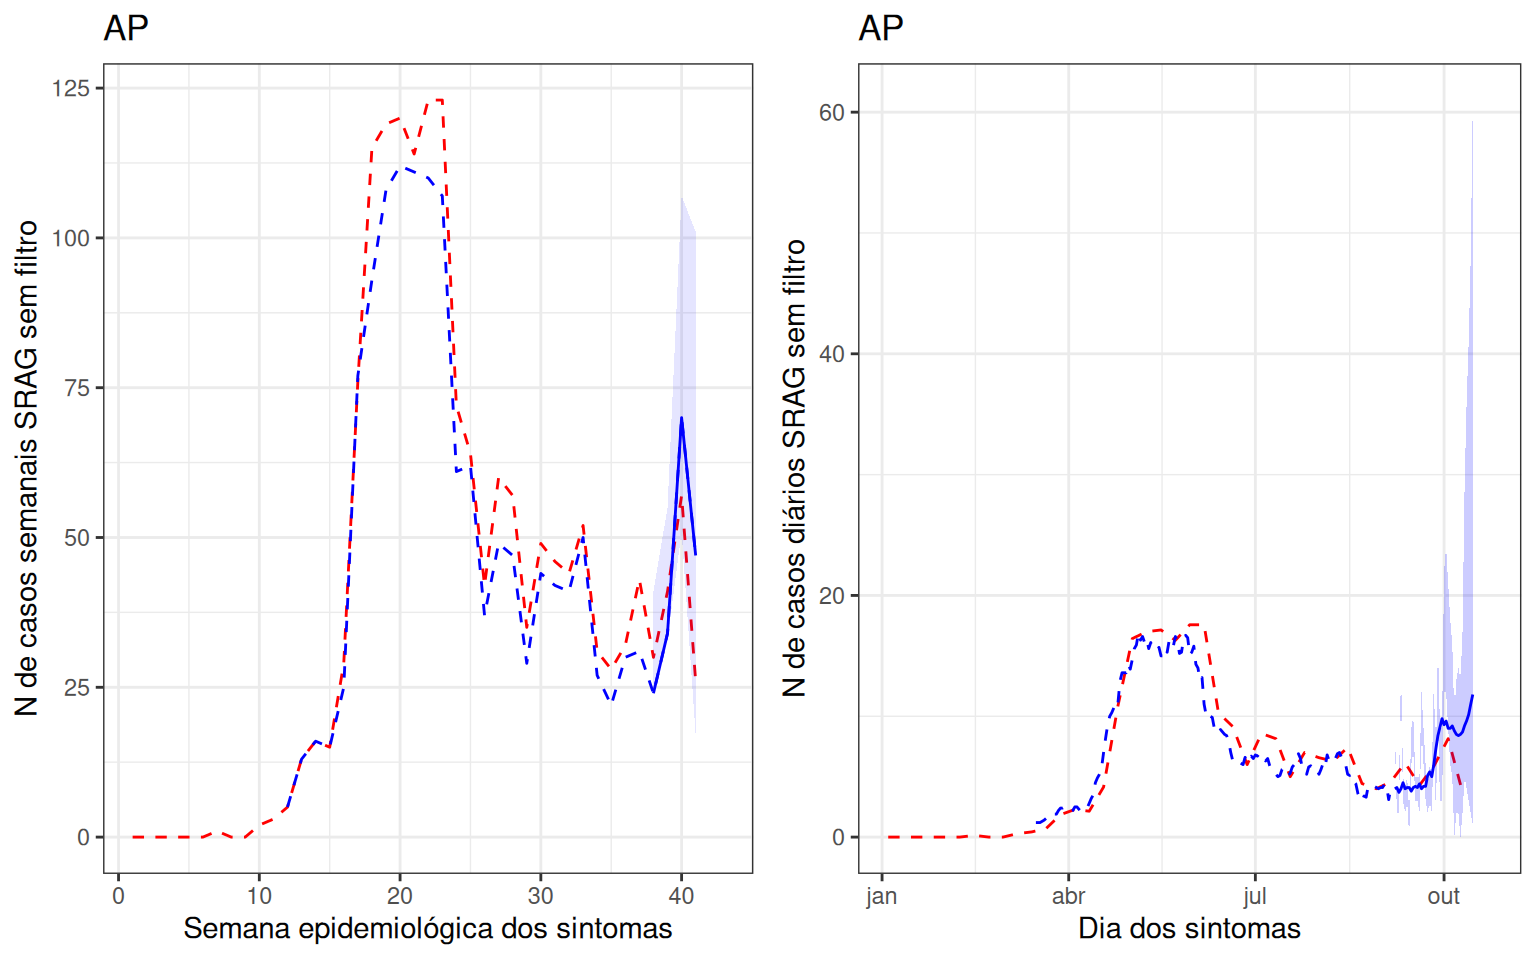 AP
N de casos semanais SRAG sem filtro
125
100
75
50
25
0
0 10 20 30 40
Semana epidemiológica dos sintomas
AP
N de casos diários SRAG sem filtro
60
40
20
0
jan abr jul out
Dia dos sintomas